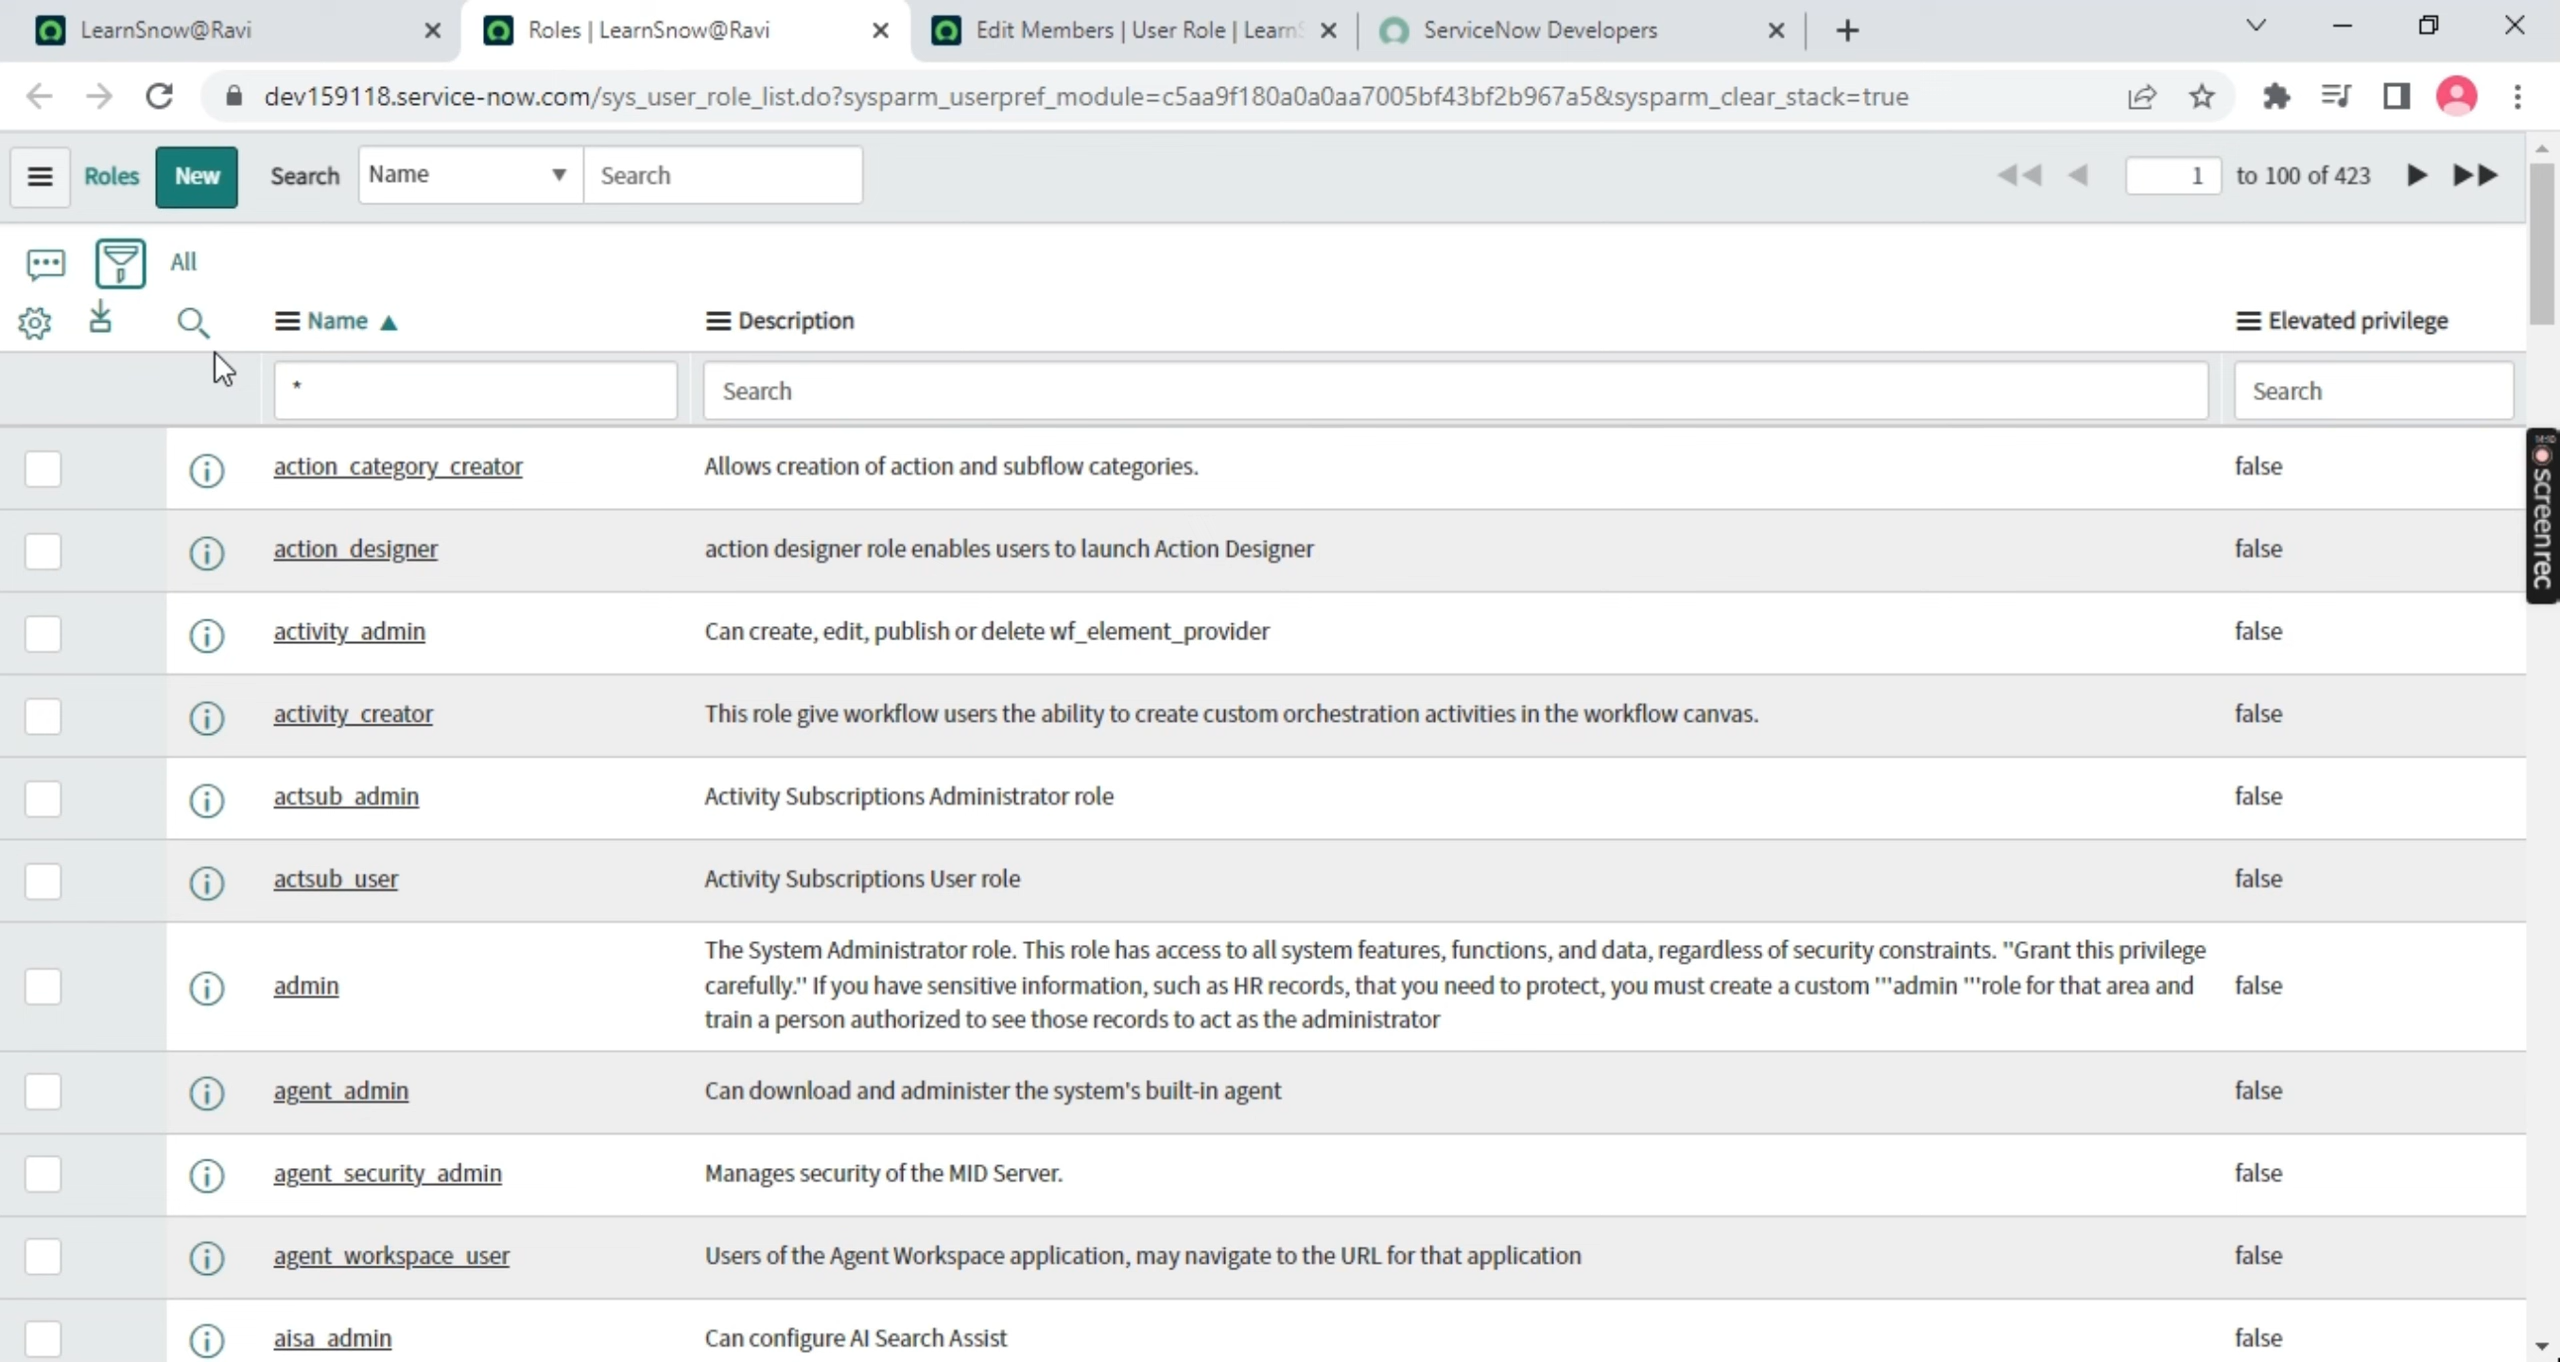 LearnSnow@Ravi
Roles | LearnSnow@Ravi
Edit Members | User Role | Learn
ServiceNow Developers
dev159118.service-now.com/sys_user_role_list.do?sysparm_userpref_module=c5aa9f180a0a0aa7005bf43bf2b967a5&sysparm_clear_stack=true
Roles New Search Name Search 1 to 100 of 423
All
Name Description Elevated privilege
* Search Search
action_category_creator Allows creation of action and subflow categories. false
action_designer action designer role enables users to launch Action Designer false
activity_admin Can create, edit, publish or delete wf_element_provider false
activity_creator This role give workflow users the ability to create custom orchestration activities in the workflow canvas. false
actsub_admin Activity Subscriptions Administrator role false
actsub_user Activity Subscriptions User role false
The System Administrator role. This role has access to all system features, functions, and data, regardless of security constraints. "Grant this privilege
admin carefully." If you have sensitive information, such as HR records, that you need to protect, you must create a custom '"admin '"role for that area and false
train a person authorized to see those records to act as the administrator
agent_admin Can download and administer the system's built-in agent false
agent_security_admin Manages security of the MID Server. false
agent_workspace_user Users of the Agent Workspace application, may navigate to the URL for that application false
aisa_admin Can configure AI Search Assist false
screenrec